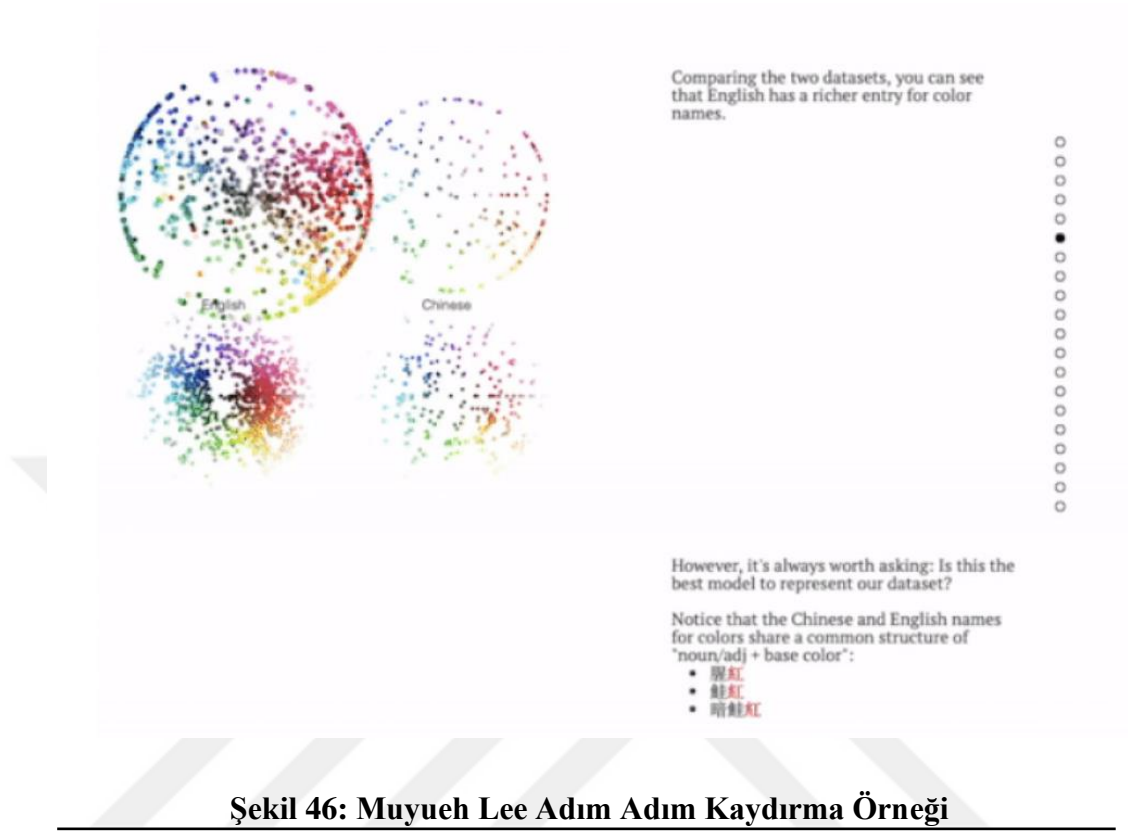 Comparing the two datasets, you can see
that English has a richer entry for color
names.
English
Chinese
However, it's always worth asking: Is this the
best model to represent our dataset?
Notice that the Chinese and English names
for colors share a common structure of
"noun/adj + base color":
• 腥紅
• 鮭紅
• 暗鮭紅
Şekil 46: Muyueh Lee Adım Adım Kaydırma Örneği